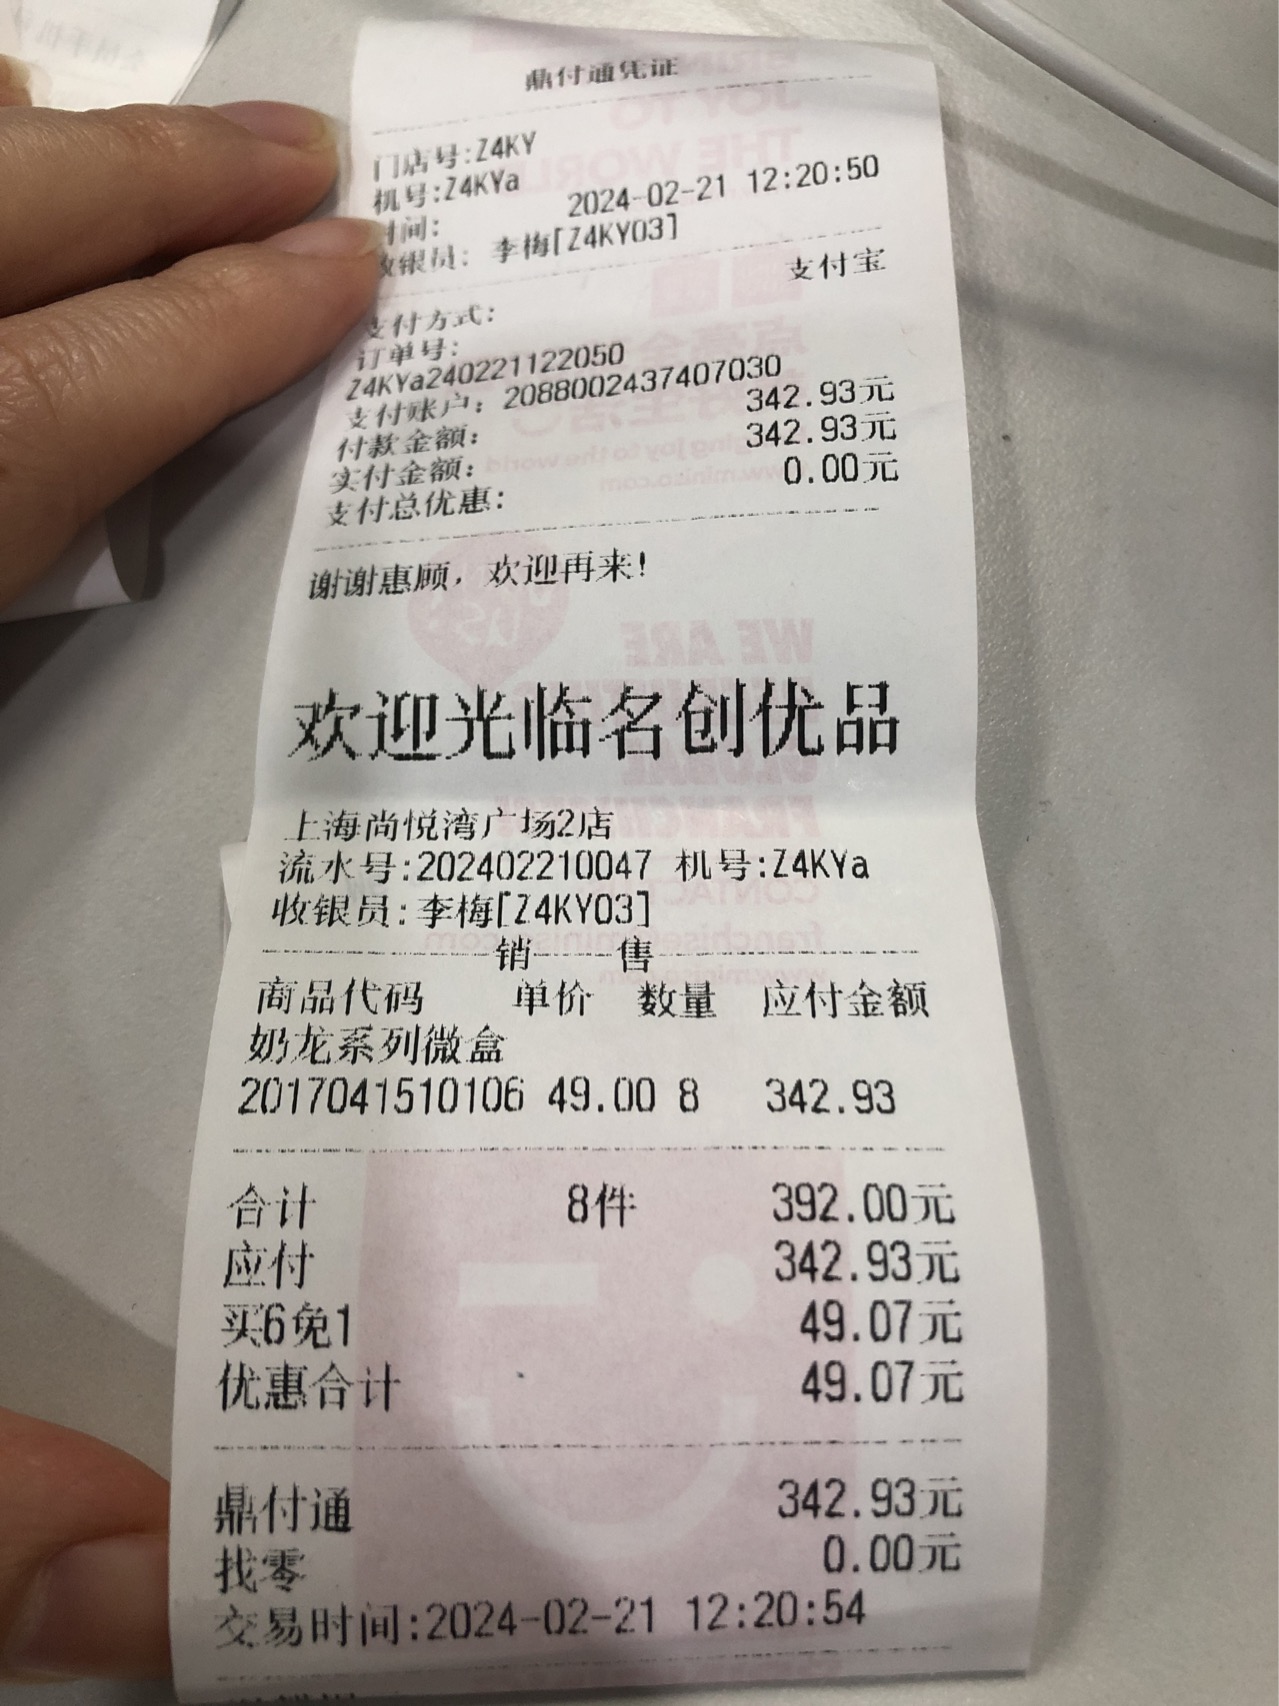 鼎付通凭证
门店号:Z4KY
机号:Z4KYa
时间: 2024-02-21 12:20:50
收银员: 李梅[Z4KY03]
支付方式: 支付宝
订单号:
Z4KYa240221122050
支付账户: 2088002437407030
付款金额: 342.93元
实付金额: 342.93元
支付总优惠: 0.00元
谢谢惠顾，欢迎再来!
欢迎光临名创优品
上海尚悦湾广场2店
流水号:202402210047 机号:Z4KYa
收银员:李梅[Z4KY03]
销 售
商品代码 单价 数量 应付金额
奶龙系列微盒
2017041510106 49.00 8 342.93
合计 8件 392.00元
应付 342.93元
买6免1 49.07元
优惠合计 49.07元
鼎付通 342.93元
找零 0.00元
交易时间:2024-02-21 12:20:54